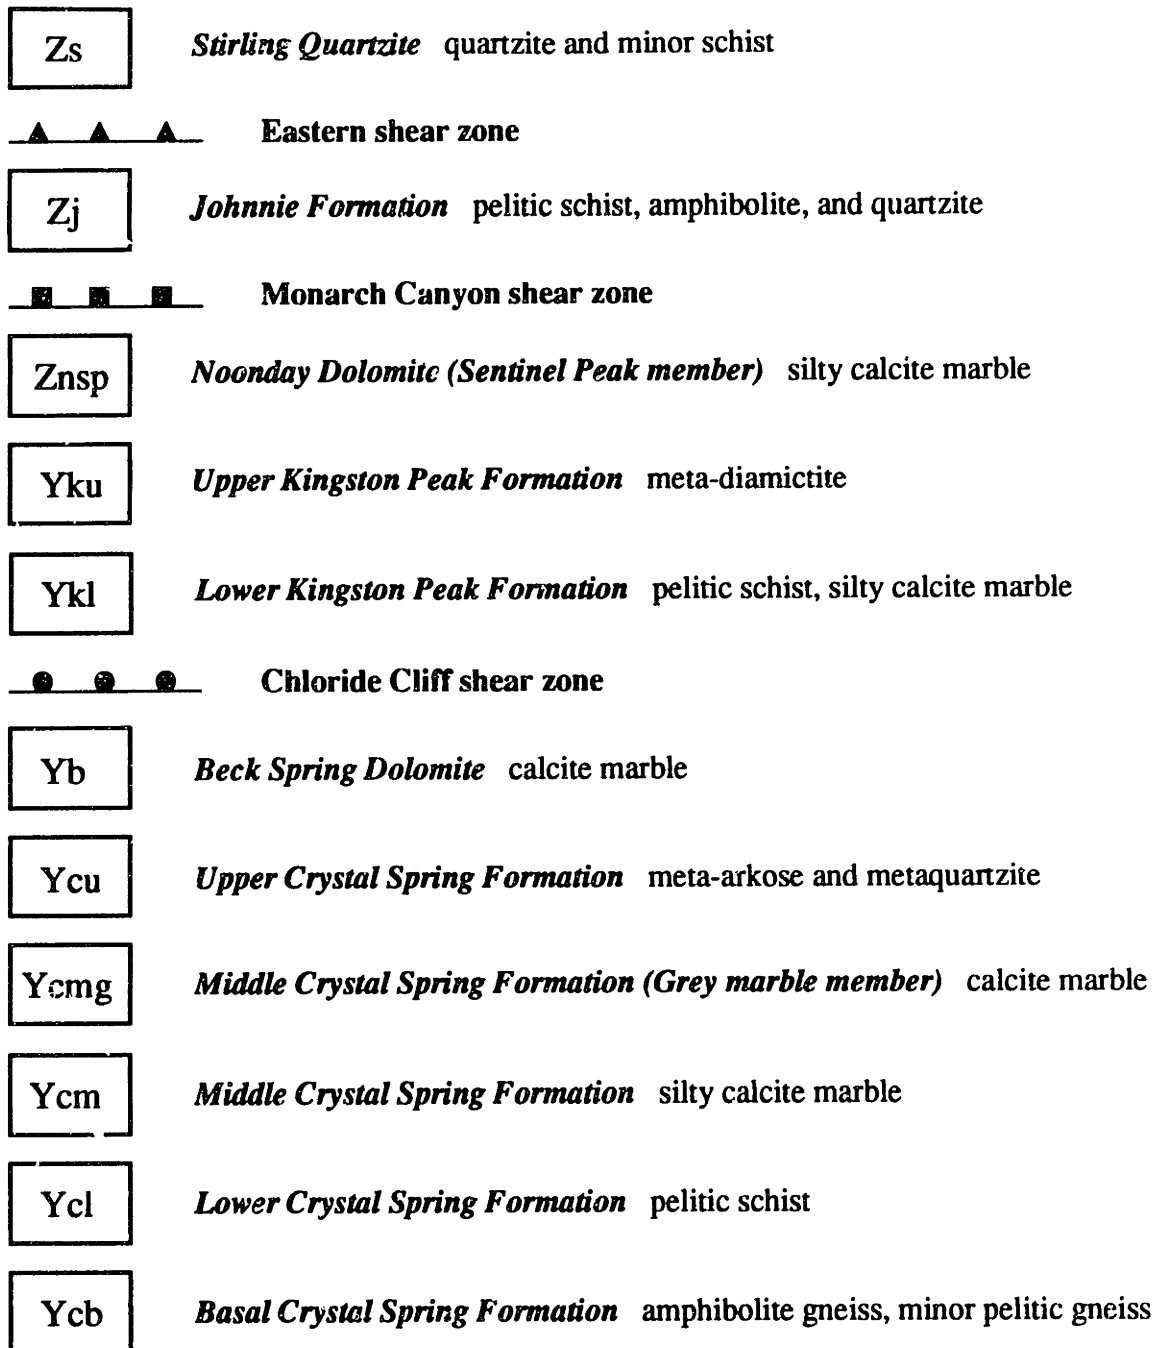 Zs Stirling Quartzite quartzite and minor schist
Eastern shear zone
Zj Johnnie Formation pelitic schist, amphibolite, and quartzite
Monarch Canyon shear zone
Znsp Noonday Dolomite (Sentinel Peak member) silty calcite marble
Yku Upper Kingston Peak Formation meta-diamictite
Ykl Lower Kingston Peak Formation pelitic schist, silty calcite marble
Chloride Cliff shear zone
Yb Beck Spring Dolomite calcite marble
Ycu Upper Crystal Spring Formation meta-arkose and metaquartzite
Ycmg Middle Crystal Spring Formation (Grey marble member) calcite marble
Ycm Middle Crystal Spring Formation silty calcite marble
Ycl Lower Crystal Spring Formation pelitic schist
Ycb Basal Crystal Spring Formation amphibolite gneiss, minor pelitic gneiss